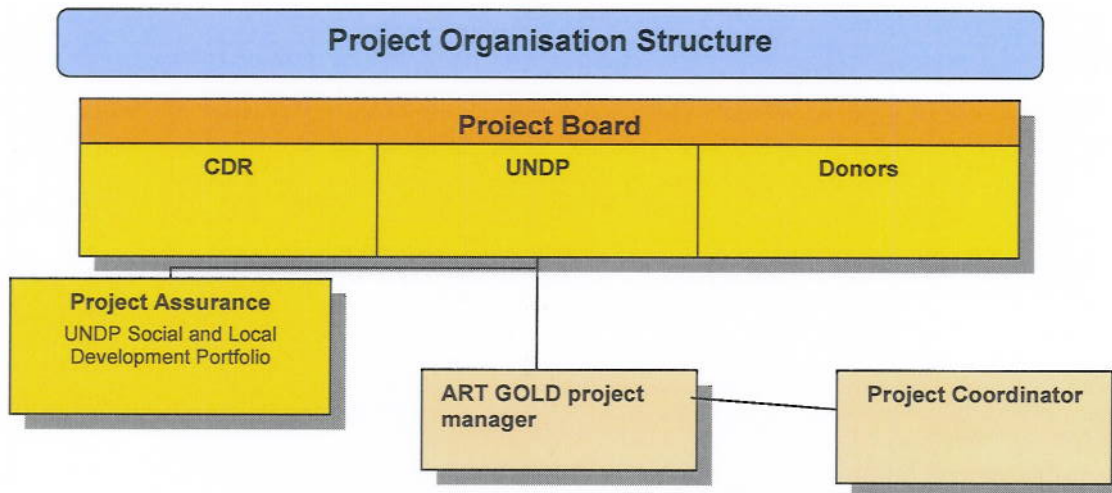 Project Organisation Structure
Project Board
CDR
UNDP
Donors
Project Assurance
UNDP Social and Local
Development Portfolio
ART GOLD project
manager
Project Coordinator